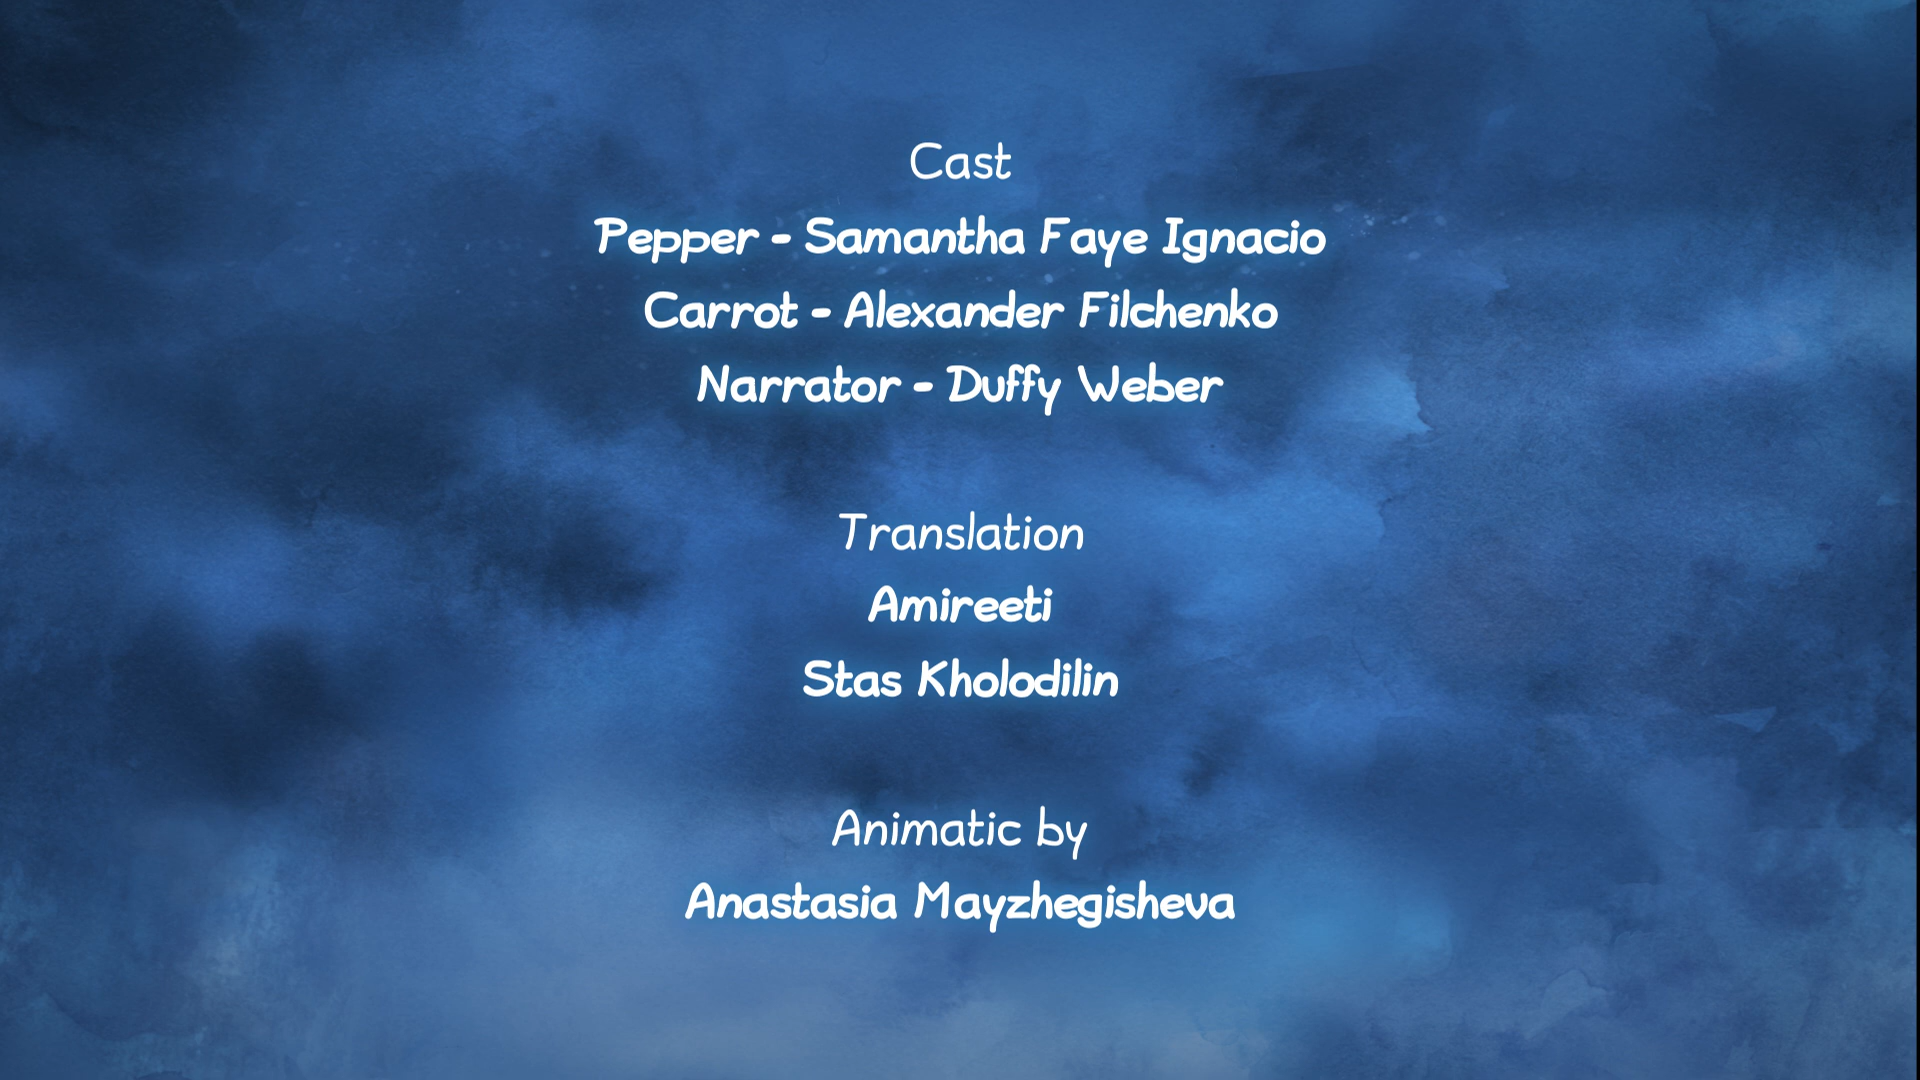 Cast
Pepper - Samantha Faye Ignacio
Carrot - Alexander Filchenko
Narrator - Duffy Weber
Translation
Amireeti
Stas Kholodilin
Animatic by
Anastasia Mayzhegisheva